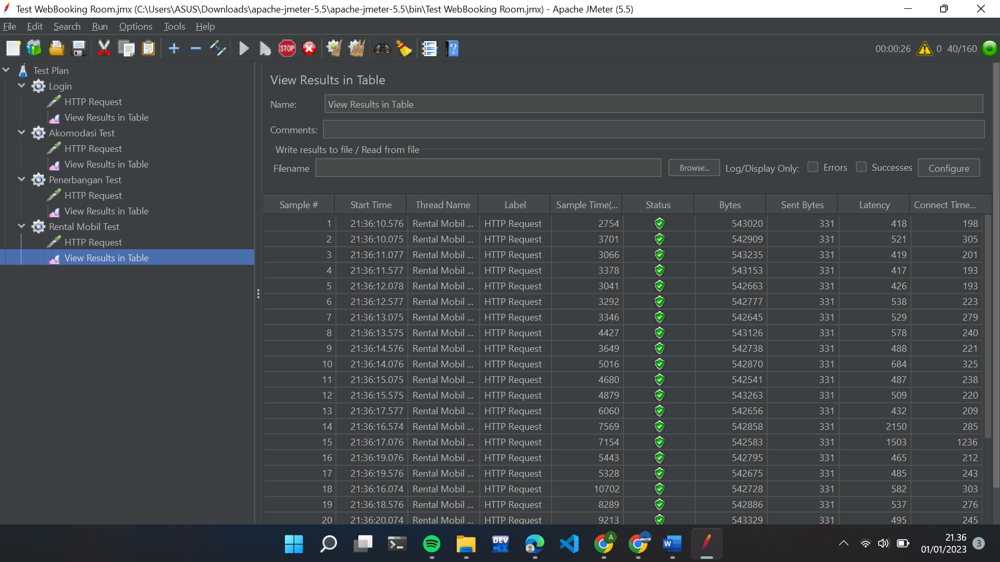 Test WebBooking Room.jmx (C:\Users\ASUS\Downloads\apache-jmeter-5.5\apache-jmeter-5.5\bin\Test WebBooking Room.jmx) - Apache JMeter (5.5)
File Edit Search Run Options Tools Help
STOP ? 00:00:26 0 40/160
Test Plan
Login
HTTP Request
View Results in Table
Akomodasi Test
HTTP Request
View Results in Table
Penerbangan Test
HTTP Request
View Results in Table
Rental Mobil Test
HTTP Request
View Results in Table
View Results in Table
Name: View Results in Table
Comments:
Write results to file / Read from file
Filename Browse... Log/Display Only: Errors Successes Configure
Sample # Start Time Thread Name Label Sample Time(... Status Bytes Sent Bytes Latency Connect Time...
1 21:36:10.576 Rental Mobil ... HTTP Request 2754 543020 331 418 198
2 21:36:10.075 Rental Mobil ... HTTP Request 3701 542909 331 521 305
3 21:36:11.077 Rental Mobil ... HTTP Request 3066 543235 331 419 201
4 21:36:11.577 Rental Mobil ... HTTP Request 3378 543153 331 417 193
5 21:36:12.078 Rental Mobil ... HTTP Request 3041 542663 331 426 193
6 21:36:12.577 Rental Mobil ... HTTP Request 3292 542777 331 538 223
7 21:36:13.075 Rental Mobil ... HTTP Request 3346 542645 331 529 279
8 21:36:13.575 Rental Mobil ... HTTP Request 4427 543126 331 578 240
9 21:36:14.576 Rental Mobil ... HTTP Request 3649 542738 331 488 221
10 21:36:14.076 Rental Mobil ... HTTP Request 5016 542870 331 684 325
11 21:36:15.075 Rental Mobil ... HTTP Request 4680 542541 331 487 238
12 21:36:15.575 Rental Mobil ... HTTP Request 4879 543263 331 509 220
13 21:36:17.577 Rental Mobil ... HTTP Request 6060 542656 331 432 209
14 21:36:16.574 Rental Mobil ... HTTP Request 7569 542858 331 2150 285
15 21:36:17.076 Rental Mobil ... HTTP Request 7154 542583 331 1503 1236
16 21:36:19.076 Rental Mobil ... HTTP Request 5443 542795 331 465 212
17 21:36:19.576 Rental Mobil ... HTTP Request 5328 542675 331 485 243
18 21:36:16.074 Rental Mobil ... HTTP Request 10702 542728 331 582 303
19 21:36:18.576 Rental Mobil ... HTTP Request 8289 542886 331 537 276
20 21:36:20.074 Rental Mobil ... HTTP Request 9213 543329 331 495 245
DEV C++ A W 21.36
01/01/2023 3